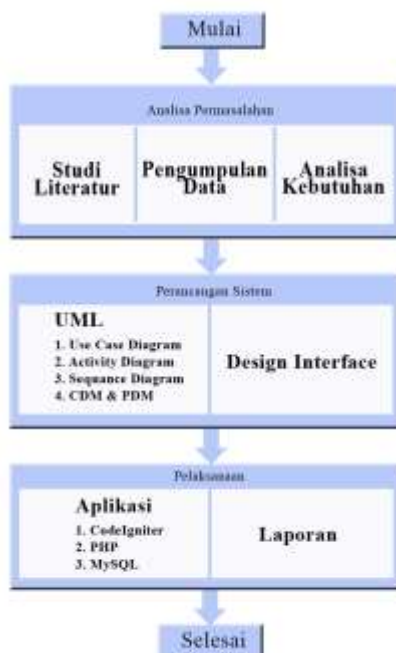 Mulai
Analisa Permasalahan
Studi
Literatur
Pengumpulan
Data
Analisa
Kebutuhan
Perancangan Sistem
UML
1. Use Case Diagram
2. Activity Diagram
3. Sequance Diagram
4. CDM & PDM
Design Interface
Pelaksanaan
Aplikasi
1. CodeIgniter
2. PHP
3. MySQL
Laporan
Selesai